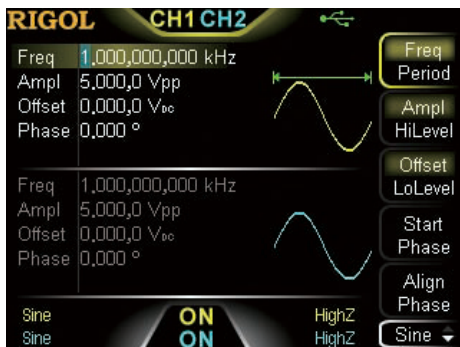 RIGOL CH1 CH2
Freq 1.000,000,000 kHz
Ampl 5.000,0 Vpp
Offset 0.000,0 VDC
Phase 0.000 °
Freq 1.000,000,000 kHz
Ampl 5.000,0 Vpp
Offset 0.000,0 VDC
Phase 0.000 °
Sine ON HighZ
Sine ON HighZ
Freq
Period
Ampl
HiLevel
Offset
LoLevel
Start
Phase
Align
Phase
Sine